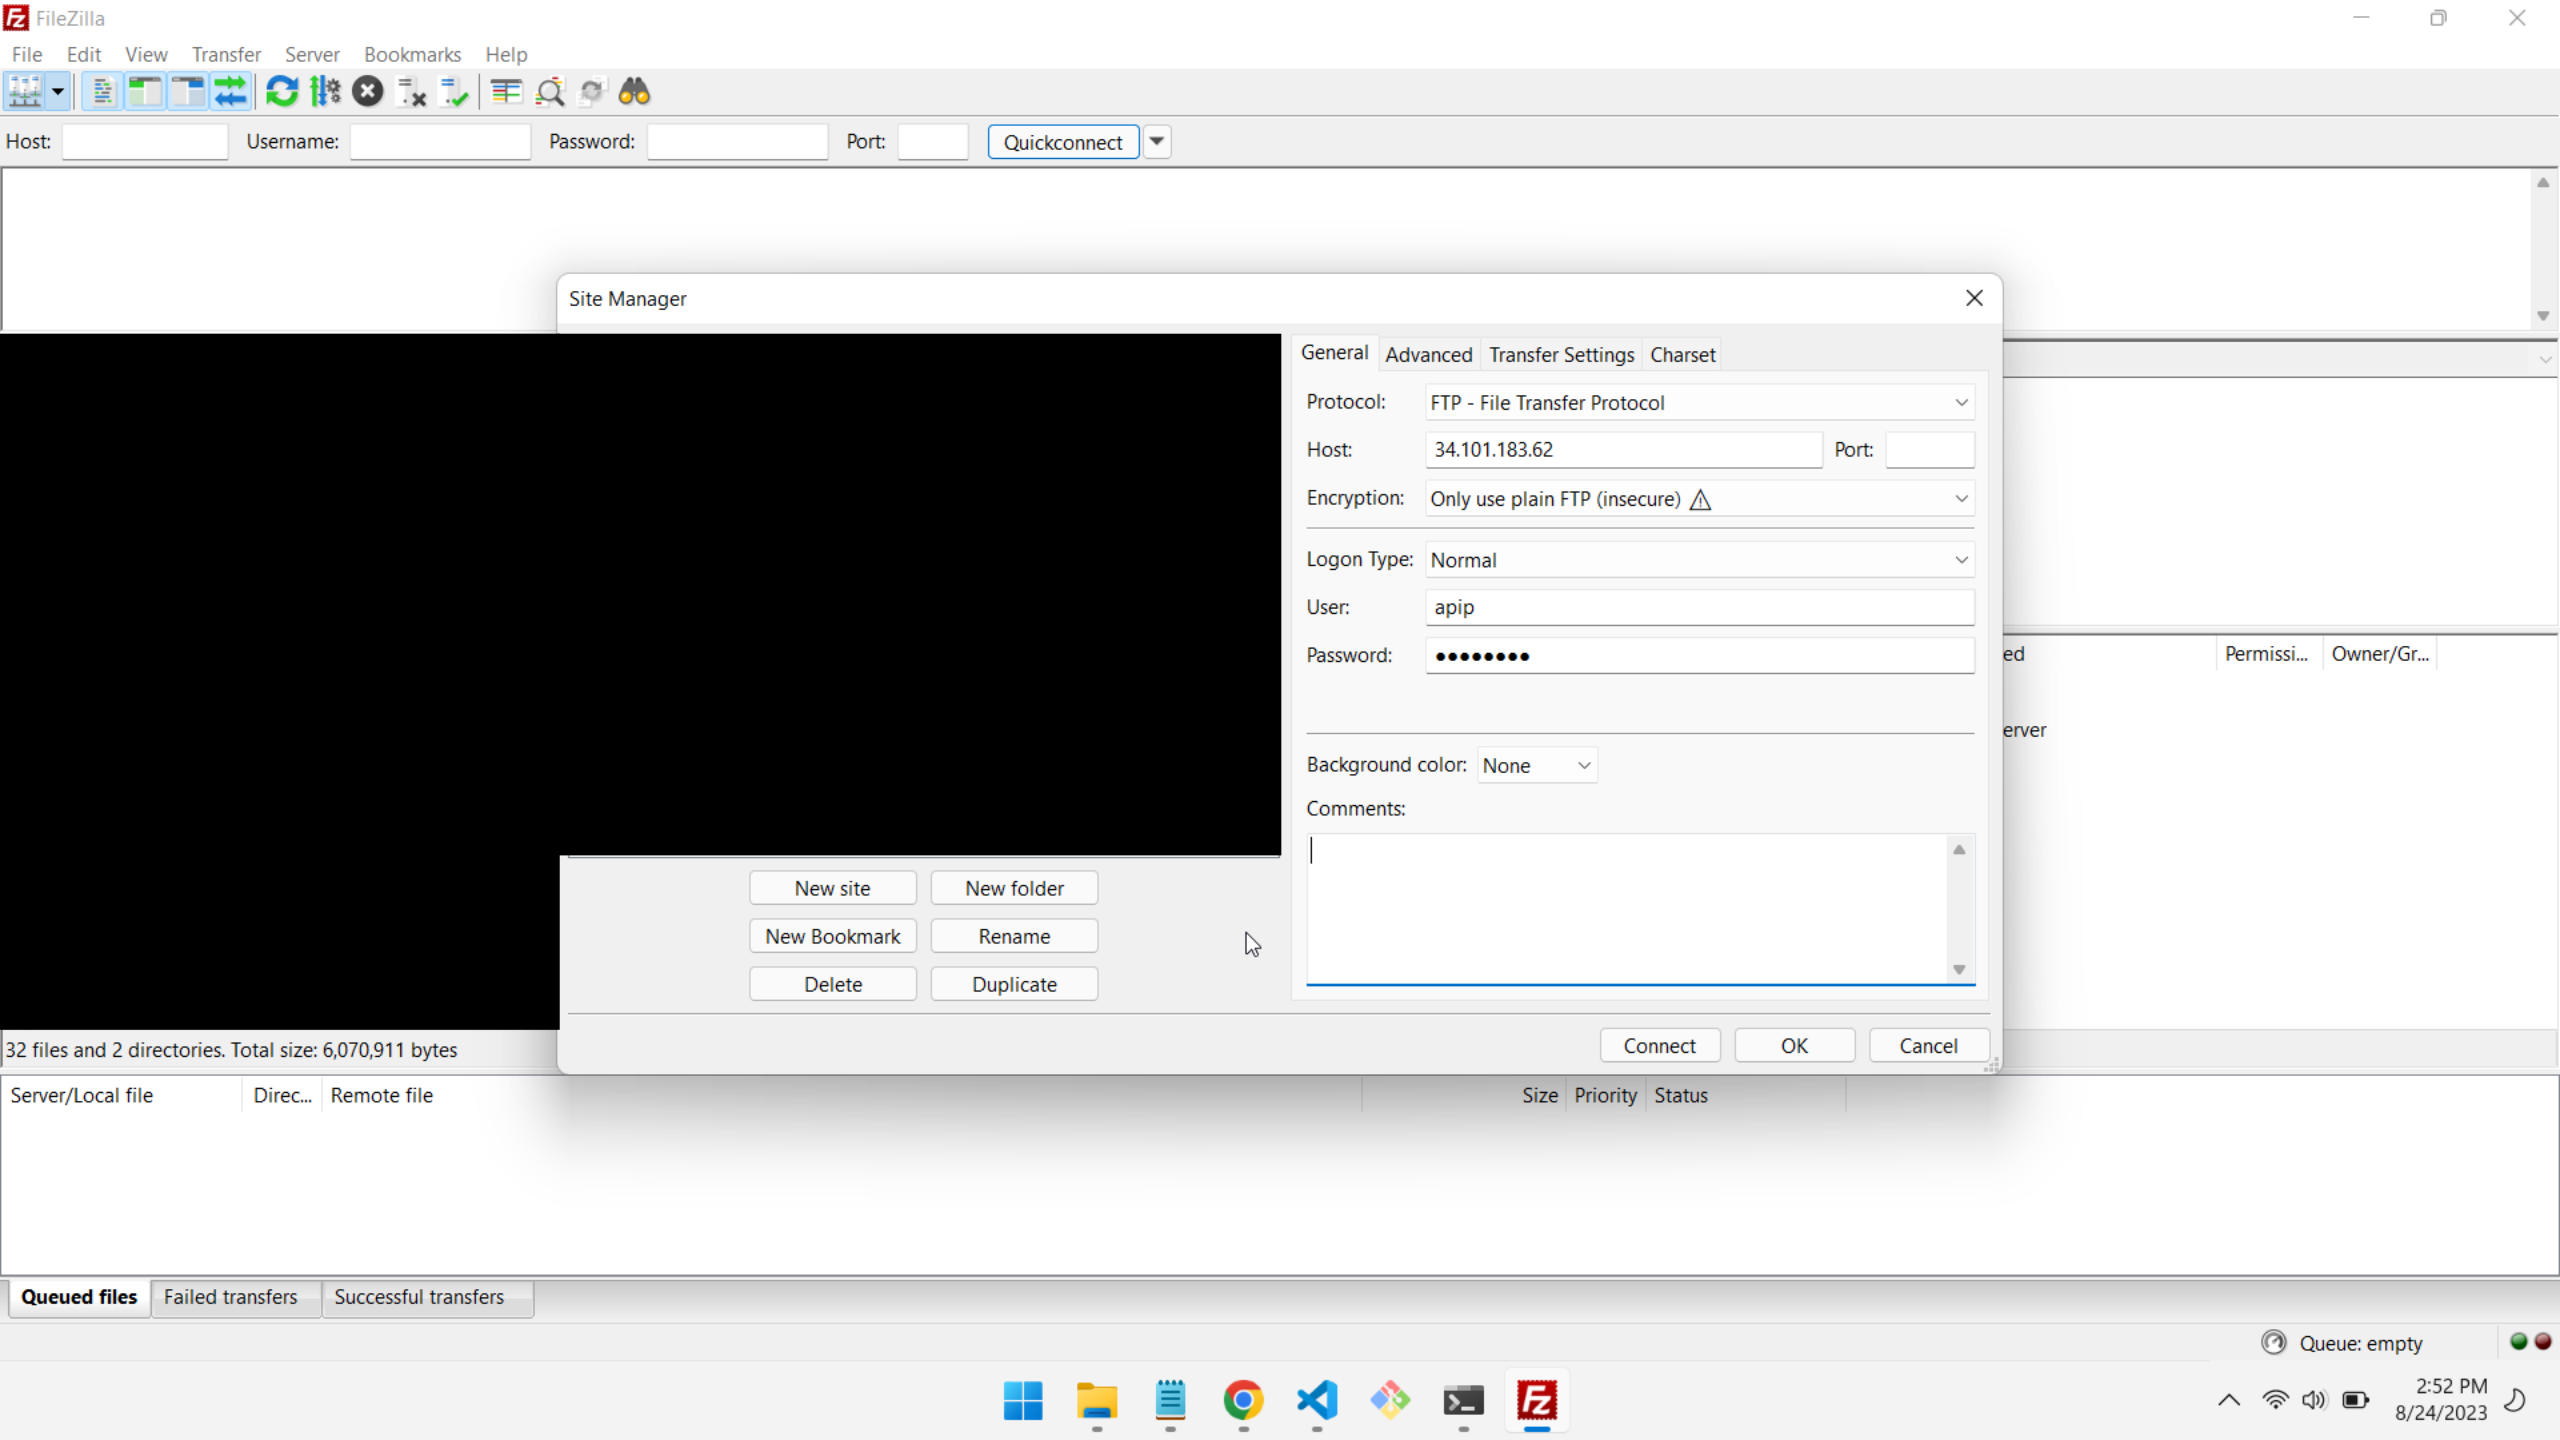 FileZilla
File Edit View Transfer Server Bookmarks Help
Host: Username: Password: Port: Quickconnect
Site Manager
General Advanced Transfer Settings Charset
Protocol: FTP - File Transfer Protocol
Host: 34.101.183.62 Port:
Encryption: Only use plain FTP (insecure)
Logon Type: Normal
User: apip
Password: ●●●●●●●●
ed Permissi... Owner/Gr...
erver
Background color: None
Comments:
New site New folder
New Bookmark Rename
Delete Duplicate
Connect OK Cancel
32 files and 2 directories. Total size: 6,070,911 bytes
Server/Local file Direc... Remote file Size Priority Status
Queued files Failed transfers Successful transfers
Queue: empty
2:52 PM
8/24/2023